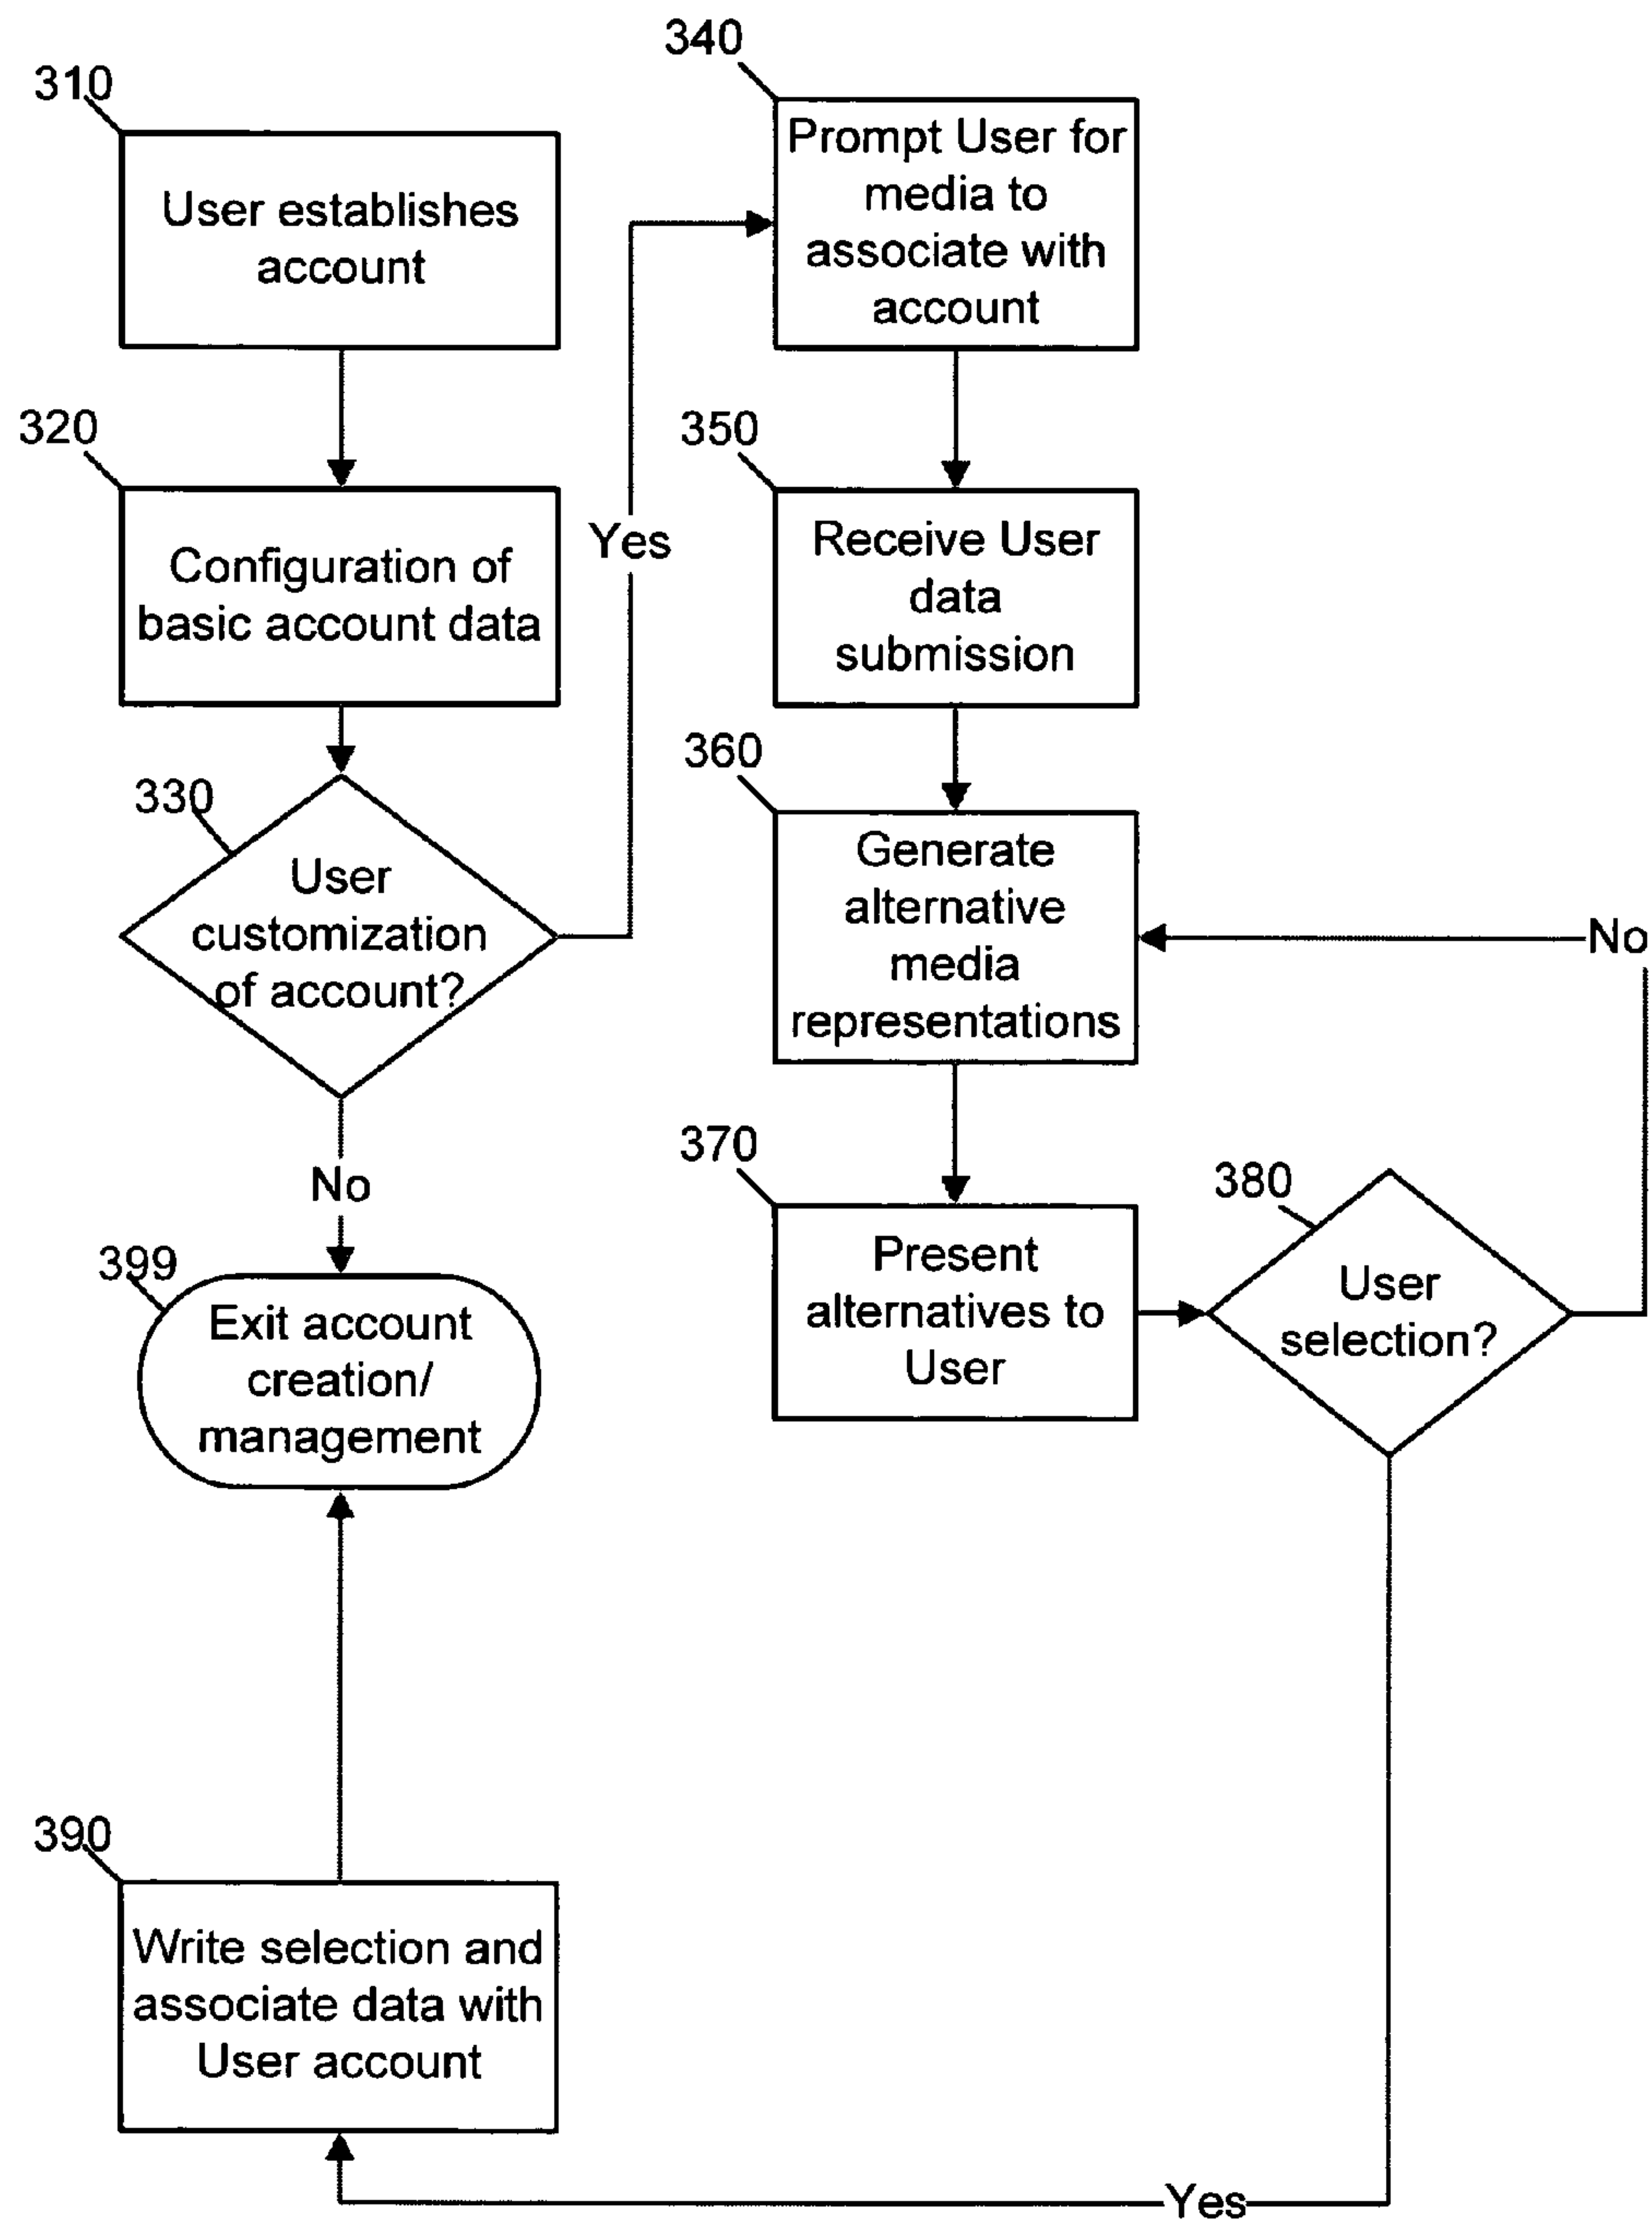 310
User establishes
account
320
Configuration of
basic account data
330
User
customization
of account?
Yes
No
399
Exit account
creation/
management
340
Prompt User for
media to
associate with
account
350
Receive User
data
submission
360
Generate
alternative
media
representations
No
370
Present
alternatives to
User
380
User
selection?
Yes
390
Write selection and
associate data with
User account